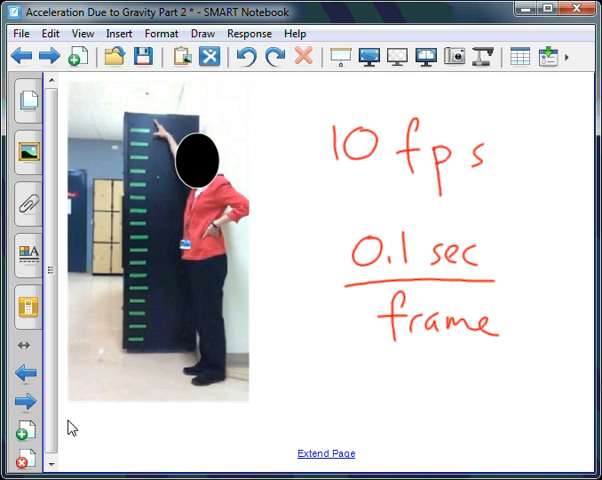 Acceleration Due to Gravity Part 2 * - SMART Notebook
File Edit View Insert Format Draw Response Help
10 fps
0.1 sec
frame
Extend Page